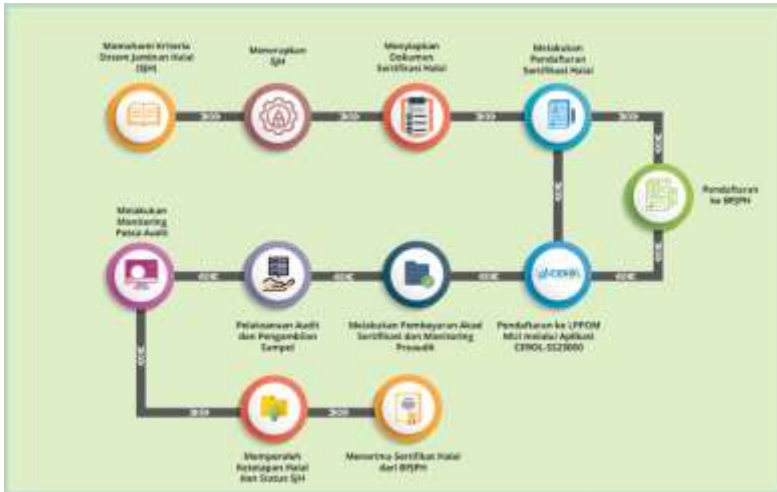 Memahami Kriteria
Sistem Jaminan Halal
(SJH)
Menerapkan
SJH
Menyiapkan
Dokumen
Sertifikasi Halal
Melakukan
Pendaftaran
Sertifikasi Halal
Pendaftaran
ke BPJPH
Melakukan
Monitoring
Pasca Audit
CEROL
Pelaksanaan Audit
dan Pengambilan
Sampel
Melakukan Pembayaran Akad
Sertifikasi dan Monitoring
Preaudit
Pendaftaran ke LPPOM
MUI melalui Aplikasi
CEROL-SS23000
Memperoleh
Ketetapan Halal
dan Status SJH
Menerima Sertifikat Halal
dari BPJPH